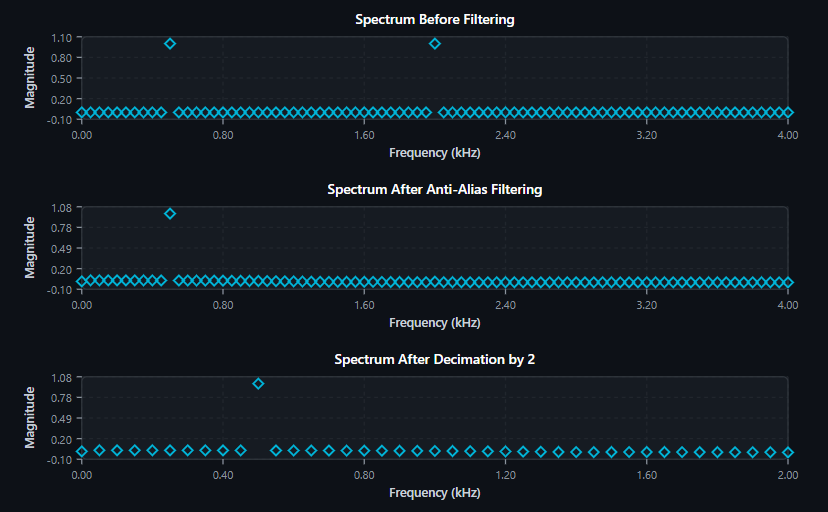 Spectrum Before Filtering
1.10
0.80
0.50
0.20
-0.10
Magnitude
0.00 0.80 1.60 2.40 3.20 4.00
Frequency (kHz)
Spectrum After Anti-Alias Filtering
1.08
0.78
0.49
0.20
-0.10
Magnitude
0.00 0.80 1.60 2.40 3.20 4.00
Frequency (kHz)
Spectrum After Decimation by 2
1.08
0.78
0.49
0.20
-0.10
Magnitude
0.00 0.40 0.80 1.20 1.60 2.00
Frequency (kHz)